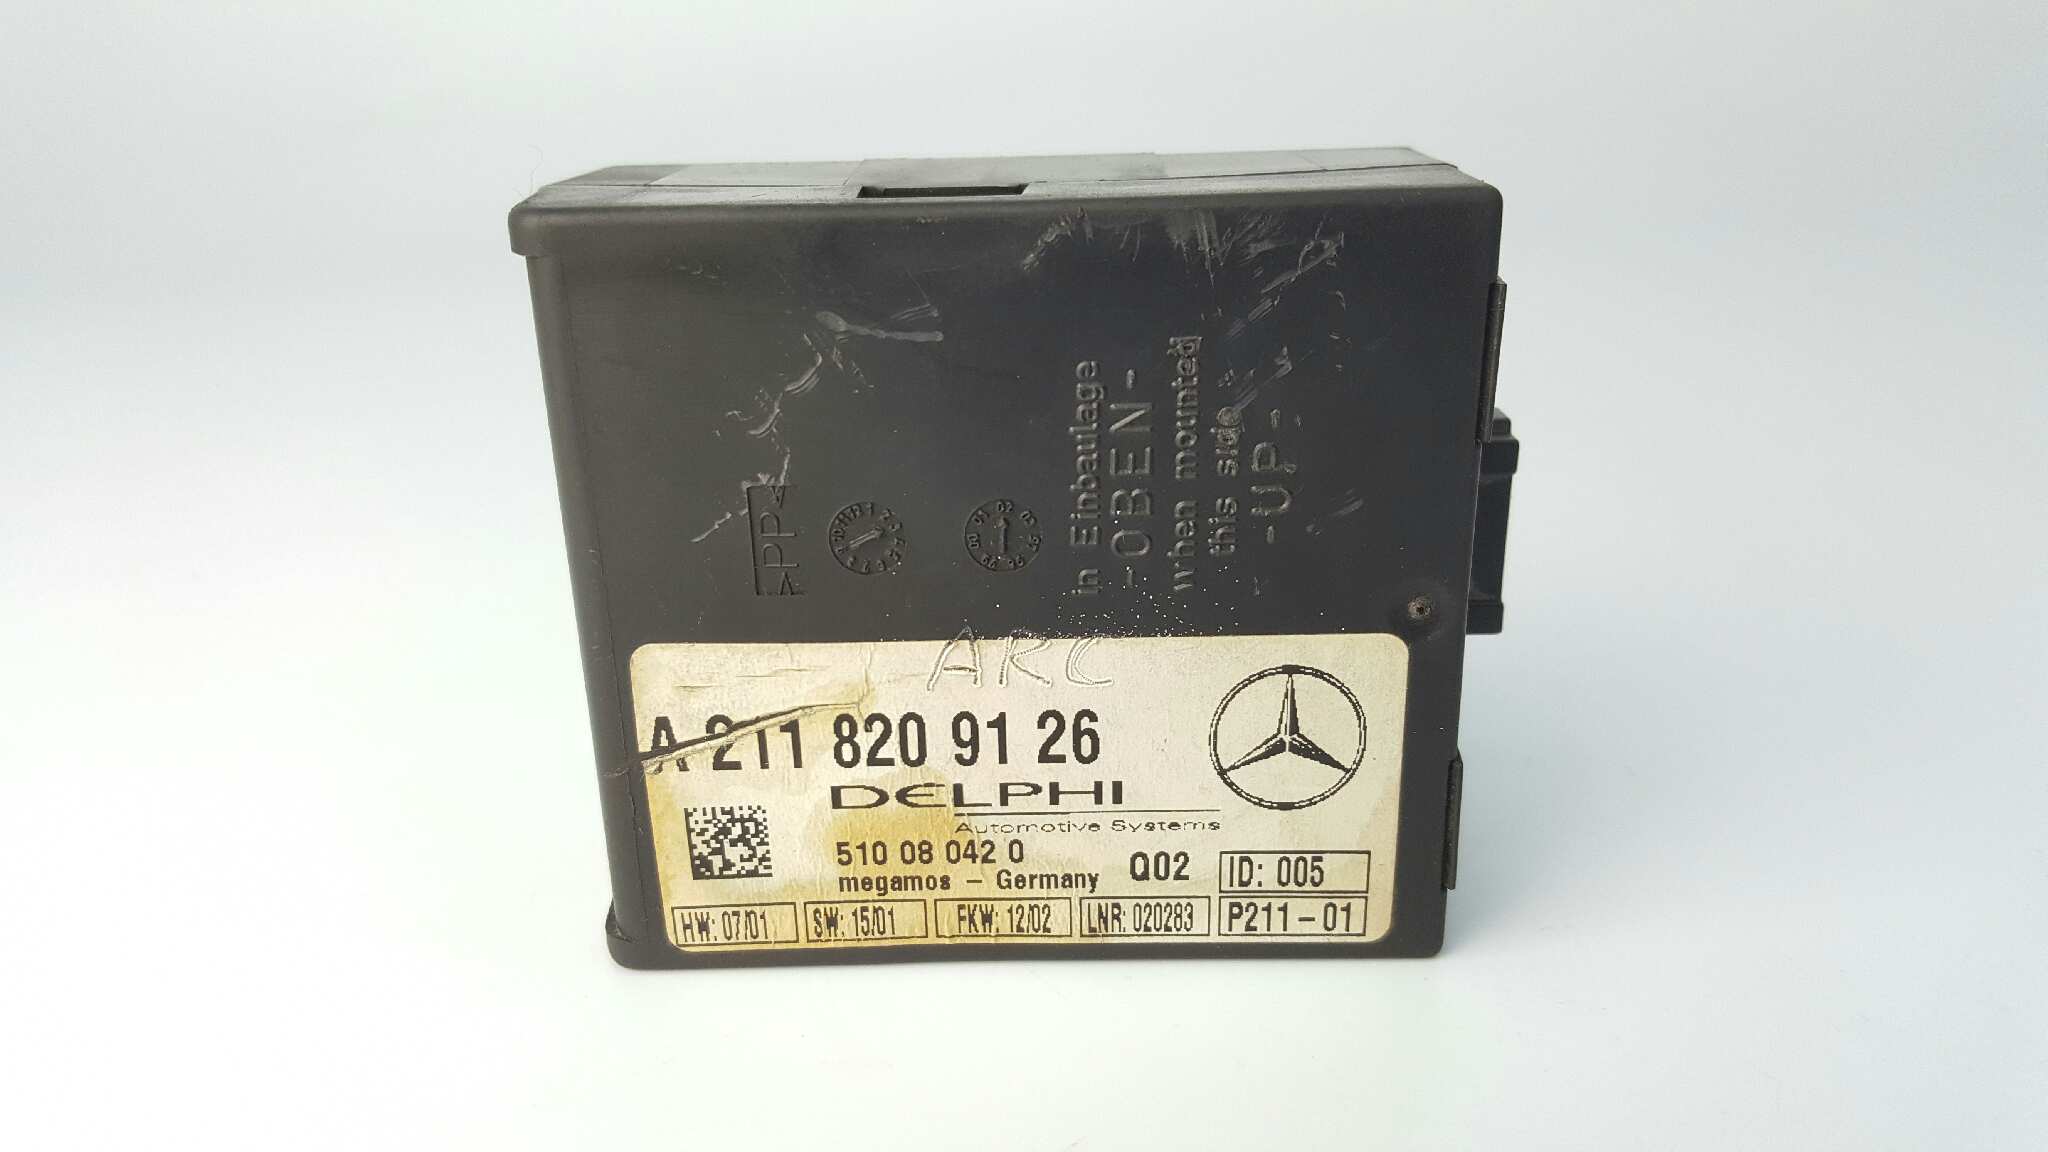 in Einbaulage
-OBEN-
when mounted
this side
-UP-
>PP<
ARC
A 211 820 91 26
DELPHI
Automotive Systems
510 08 042 0
megamos - Germany
Q02
ID: 005
HW: 07/01
SW: 15/01
FKW: 12/02
LNR: 020283
P211-01